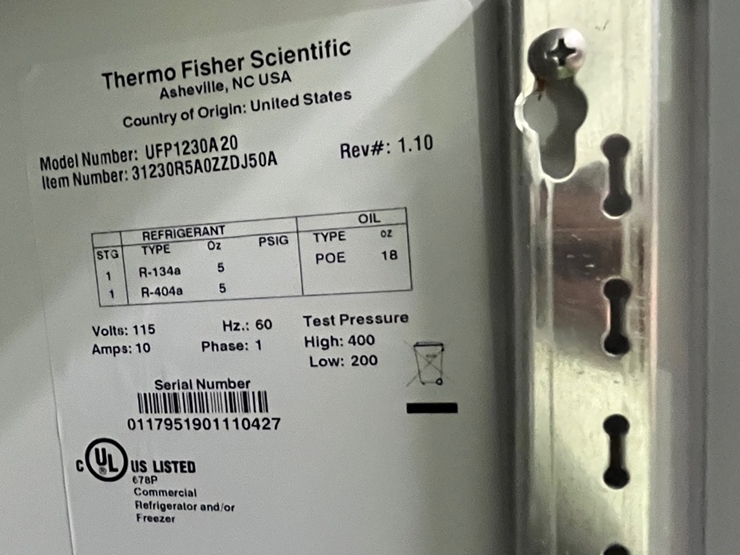 Thermo Fisher Scientific
Asheville, NC USA
Country of Origin: United States
Model Number: UFP1230A20 Rev#: 1.10
Item Number: 31230R5A0ZZDJ50A
REFRIGERANT OIL
STG TYPE Oz PSIG TYPE OZ
1 R-134a 5 POE 18
1 R-404a 5
Volts: 115 Hz.: 60 Test Pressure
Amps: 10 Phase: 1 High: 400
Low: 200
Serial Number
0117951901110427
C UL ® US LISTED
678P
Commercial
Refrigerator and/or
Freezer